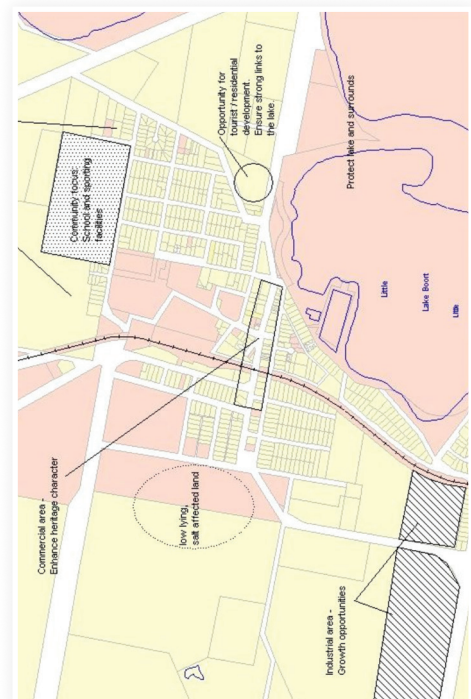 Community focus:
School and sporting
facilities
Opportunity for
tourist / residential
development.
Ensure strong links to
the lake.
Protect lake and surrounds
Commercial area -
Enhance heritage character
low lying,
salt affected land
Little
Lake Boort
Little
Industrial area -
Growth opportunities